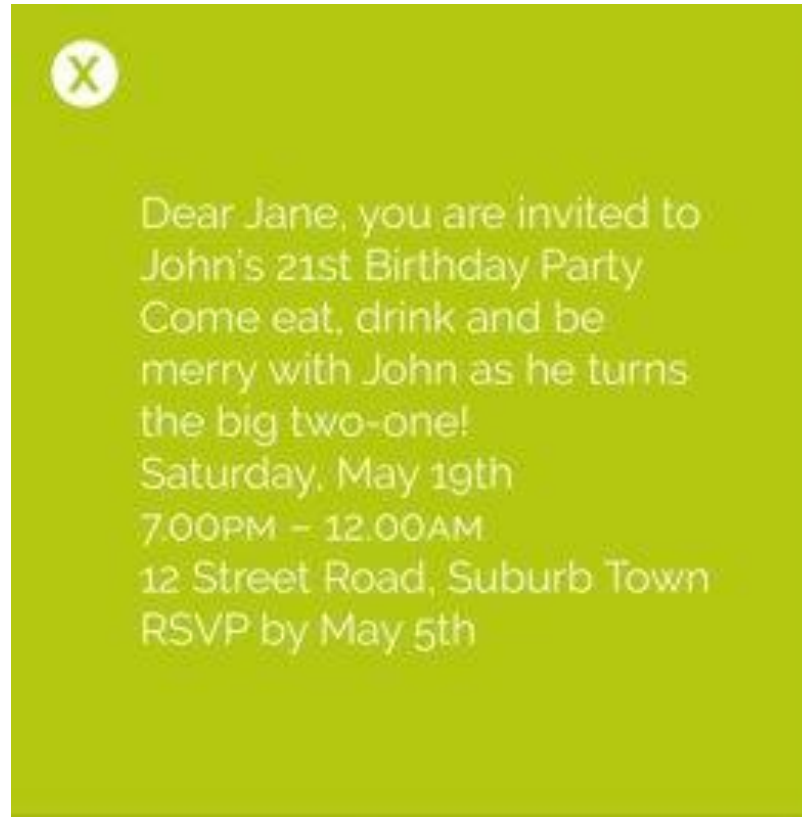 X
Dear Jane, you are invited to
John's 21st Birthday Party
Come eat, drink and be
merry with John as he turns
the big two-one!
Saturday, May 19th
7.00PM – 12.00AM
12 Street Road, Suburb Town
RSVP by May 5th